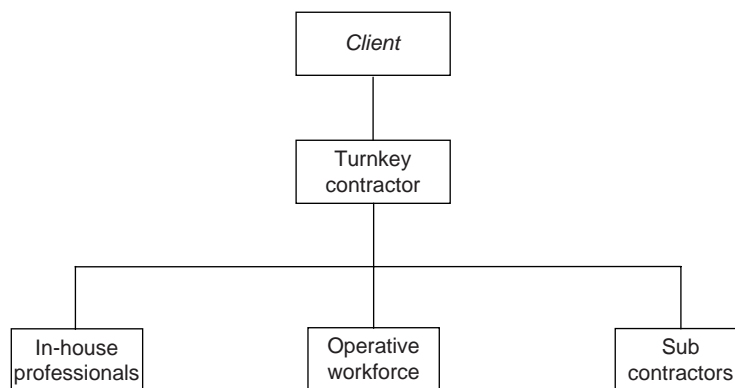 Client
Turnkey
contractor
In-house
professionals
Operative
workforce
Sub
contractors